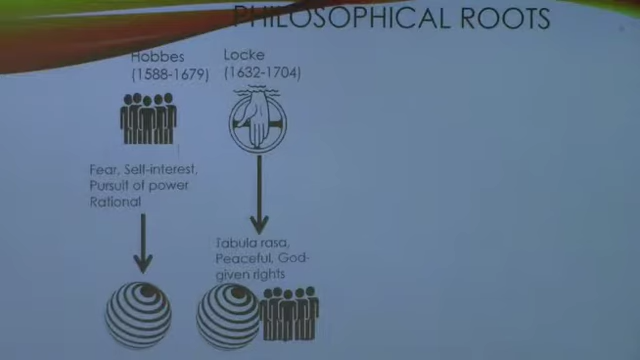 PHILOSOPHICAL ROOTS
Hobbes
(1588-1679)
Locke
(1632-1704)
Fear, Self-interest,
Pursuit of power
Rational
Tabula rasa,
Peaceful, God-
given rights